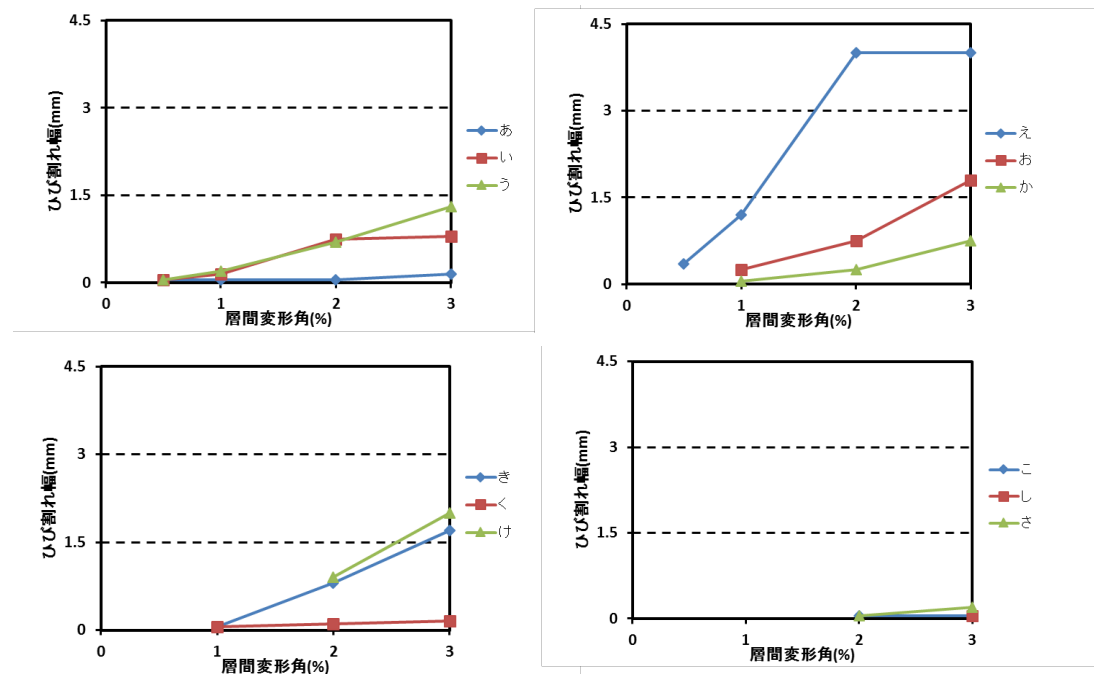 4.5
3
1.5
0
0 1 2 3
ひび割れ幅(mm)
層間変形角(%)
あ
い
う
4.5
3
1.5
0
0 1 2 3
ひび割れ幅(mm)
層間変形角(%)
え
お
か
4.5
3
1.5
0
0 1 2 3
ひび割れ幅(mm)
層間変形角(%)
き
く
け
4.5
3
1.5
0
0 1 2 3
ひび割れ幅(mm)
層間変形角(%)
こ
し
さ